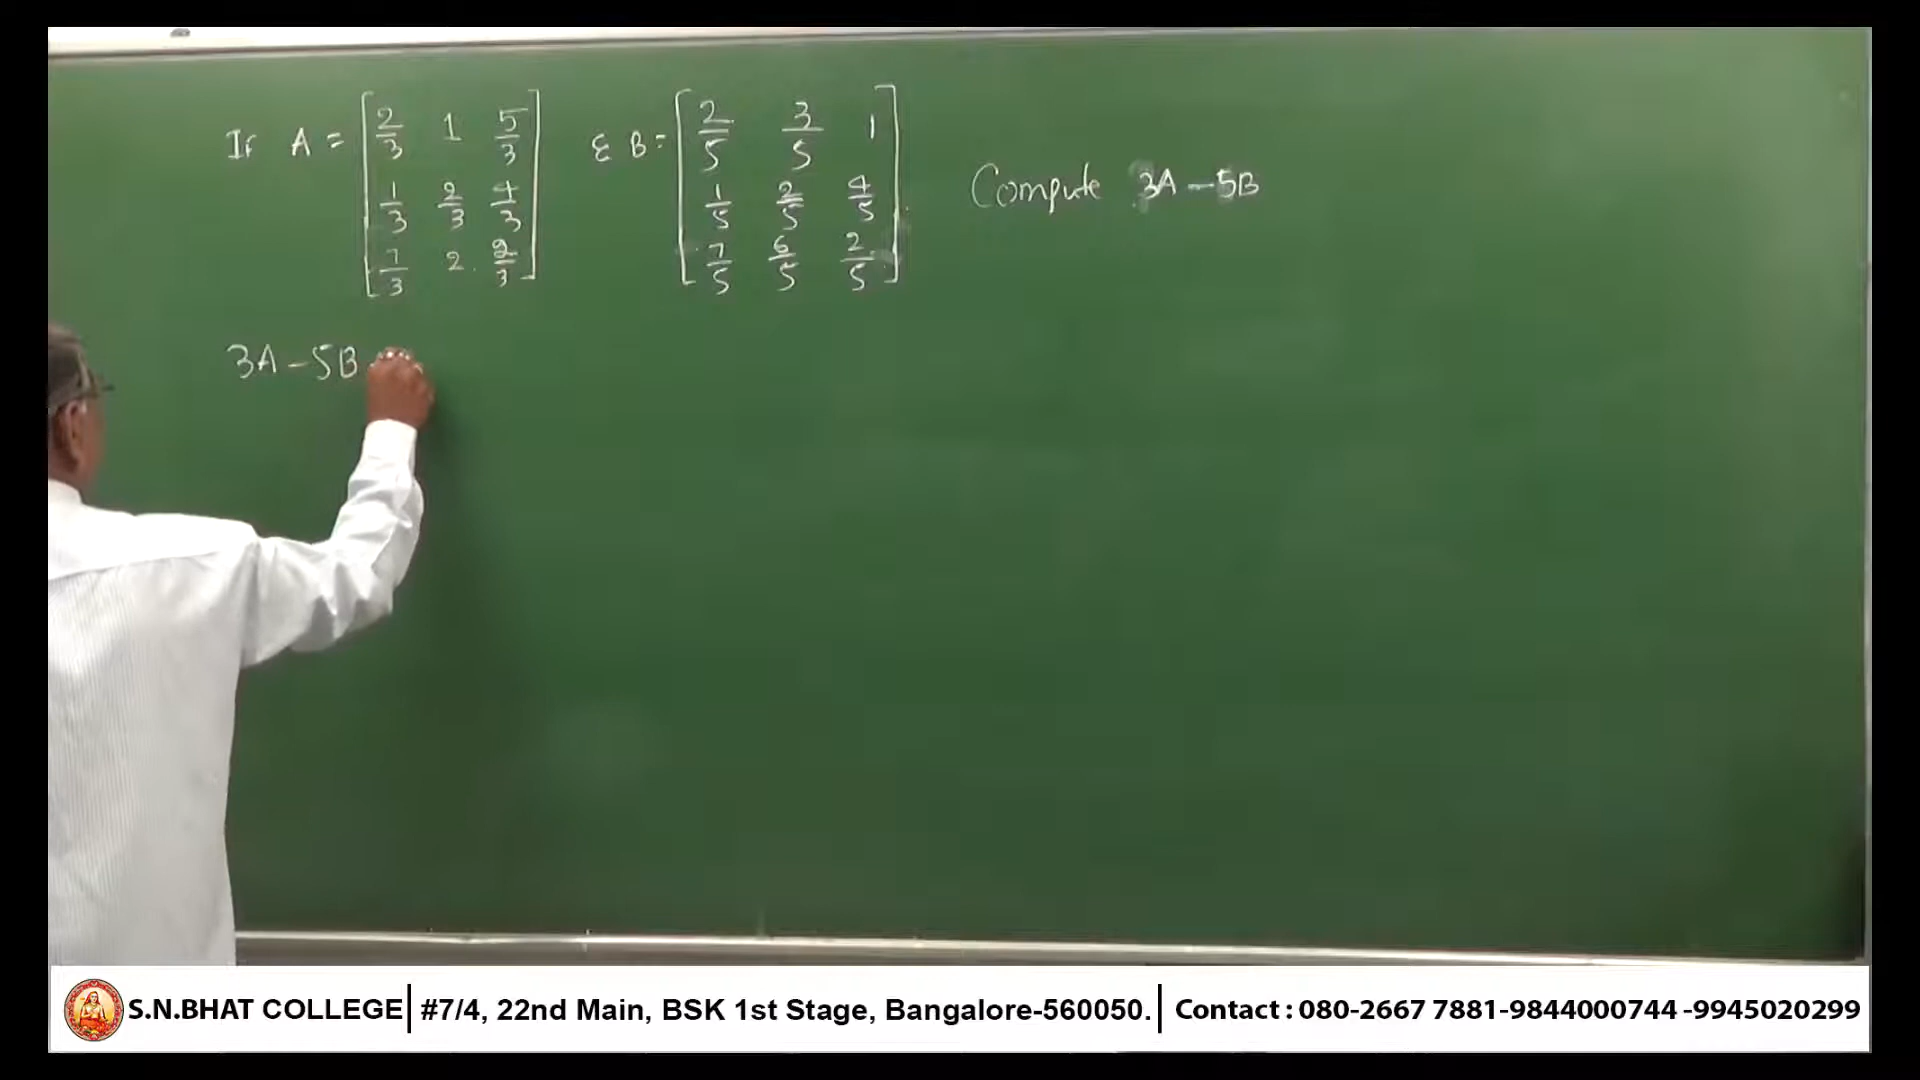 If A = [ 2/3 1 5/3 ] & B = [ 2/5 3/5 1 ]
[ 1/3 2/3 4/3 ] [ 1/5 2/5 4/5 ] Compute 3A - 5B
[ 7/3 2 2/3 ] [ 7/5 6/5 2/5 ]
3A - 5B
S.N.BHAT COLLEGE | #7/4, 22nd Main, BSK 1st Stage, Bangalore-560050. | Contact : 080-2667 7881-9844000744 -9945020299